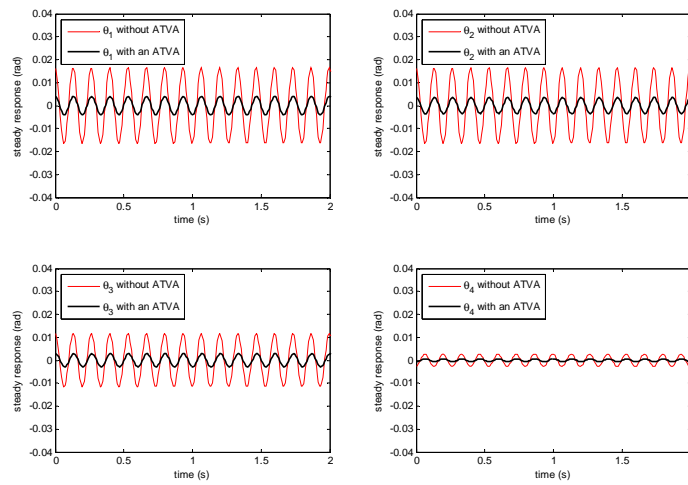 0.04
0.03
0.02
0.01
0
-0.01
-0.02
-0.03
-0.04
steady response (rad)
θ1 without ATVA
θ1 with an ATVA
0 0.5 1 1.5 2
time (s)
0.04
0.03
0.02
0.01
0
-0.01
-0.02
-0.03
-0.04
steady response (rad)
θ2 without ATVA
θ2 with an ATVA
0 0.5 1 1.5
time (s)
0.04
0.03
0.02
0.01
0
-0.01
-0.02
-0.03
-0.04
steady response (rad)
θ3 without ATVA
θ3 with an ATVA
0 0.5 1 1.5 2
time (s)
0.04
0.03
0.02
0.01
0
-0.01
-0.02
-0.03
-0.04
steady response (rad)
θ4 without ATVA
θ4 with an ATVA
0 0.5 1 1.5
time (s)